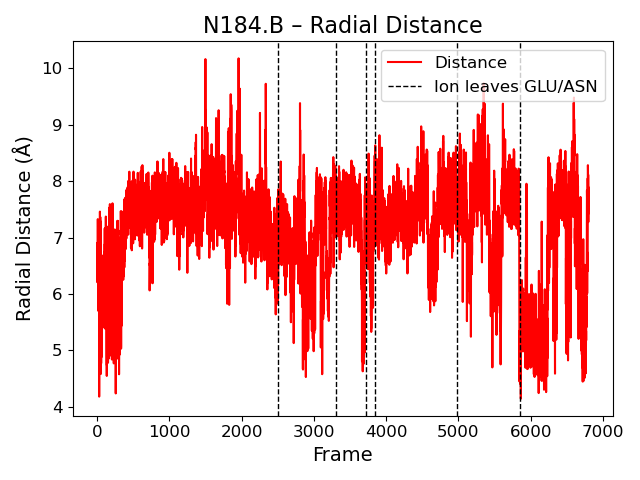 N184.B – Radial Distance
Distance
Ion leaves GLU/ASN
Radial Distance (Å)
10
9
8
7
6
5
4
0 1000 2000 3000 4000 5000 6000 7000
Frame